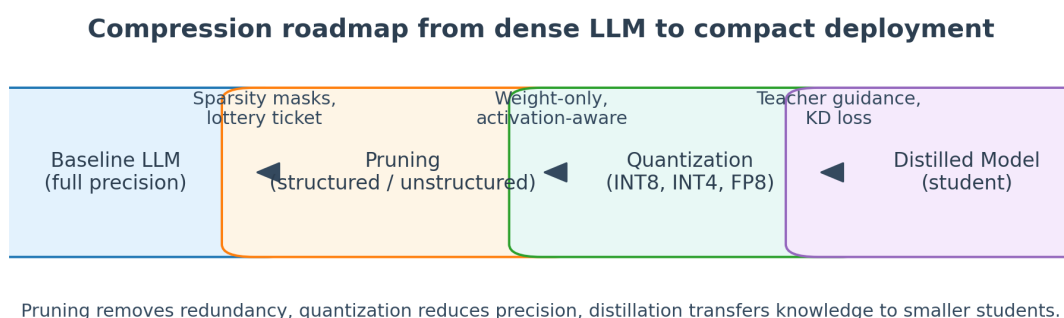 Compression roadmap from dense LLM to compact deployment
Sparsity masks,
lottery ticket
Weight-only,
activation-aware
Teacher guidance,
KD loss
Baseline LLM
(full precision)
Pruning
(structured / unstructured)
Quantization
(INT8, INT4, FP8)
Distilled Model
(student)
Pruning removes redundancy, quantization reduces precision, distillation transfers knowledge to smaller students.